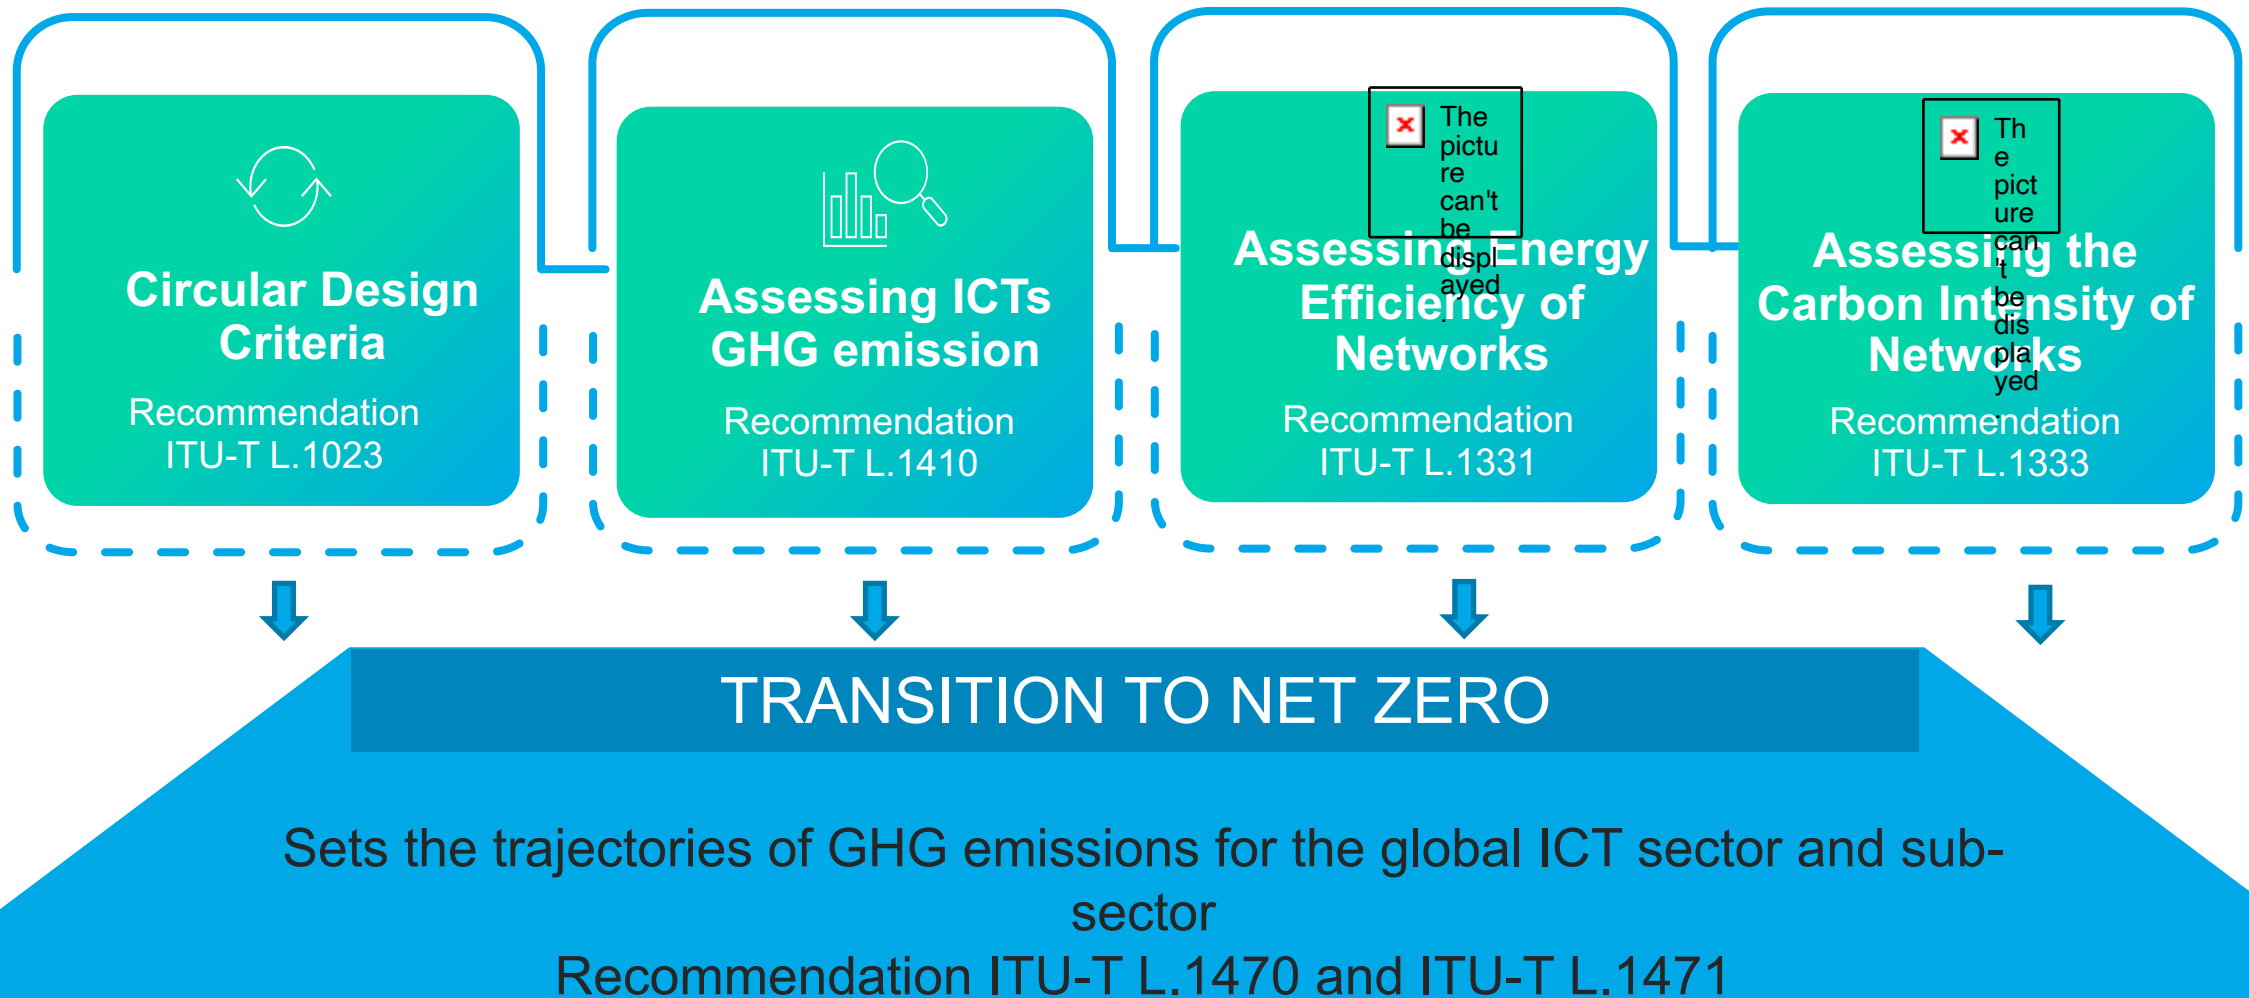 Circular Design
Criteria
Recommendation
ITU-T L.1023
Assessing ICTs
GHG emission
Recommendation
ITU-T L.1410
The
pictu
re
can't
be
displ
ayed
.
Assessing Energy
Efficiency of
Networks
Recommendation
ITU-T L.1331
Th
e
pict
ure
can
't
be
dis
pla
yed
.
Assessing the
Carbon Intensity of
Networks
Recommendation
ITU-T L.1333
TRANSITION TO NET ZERO
Sets the trajectories of GHG emissions for the global ICT sector and sub-
sector
Recommendation ITU-T L.1470 and ITU-T L.1471